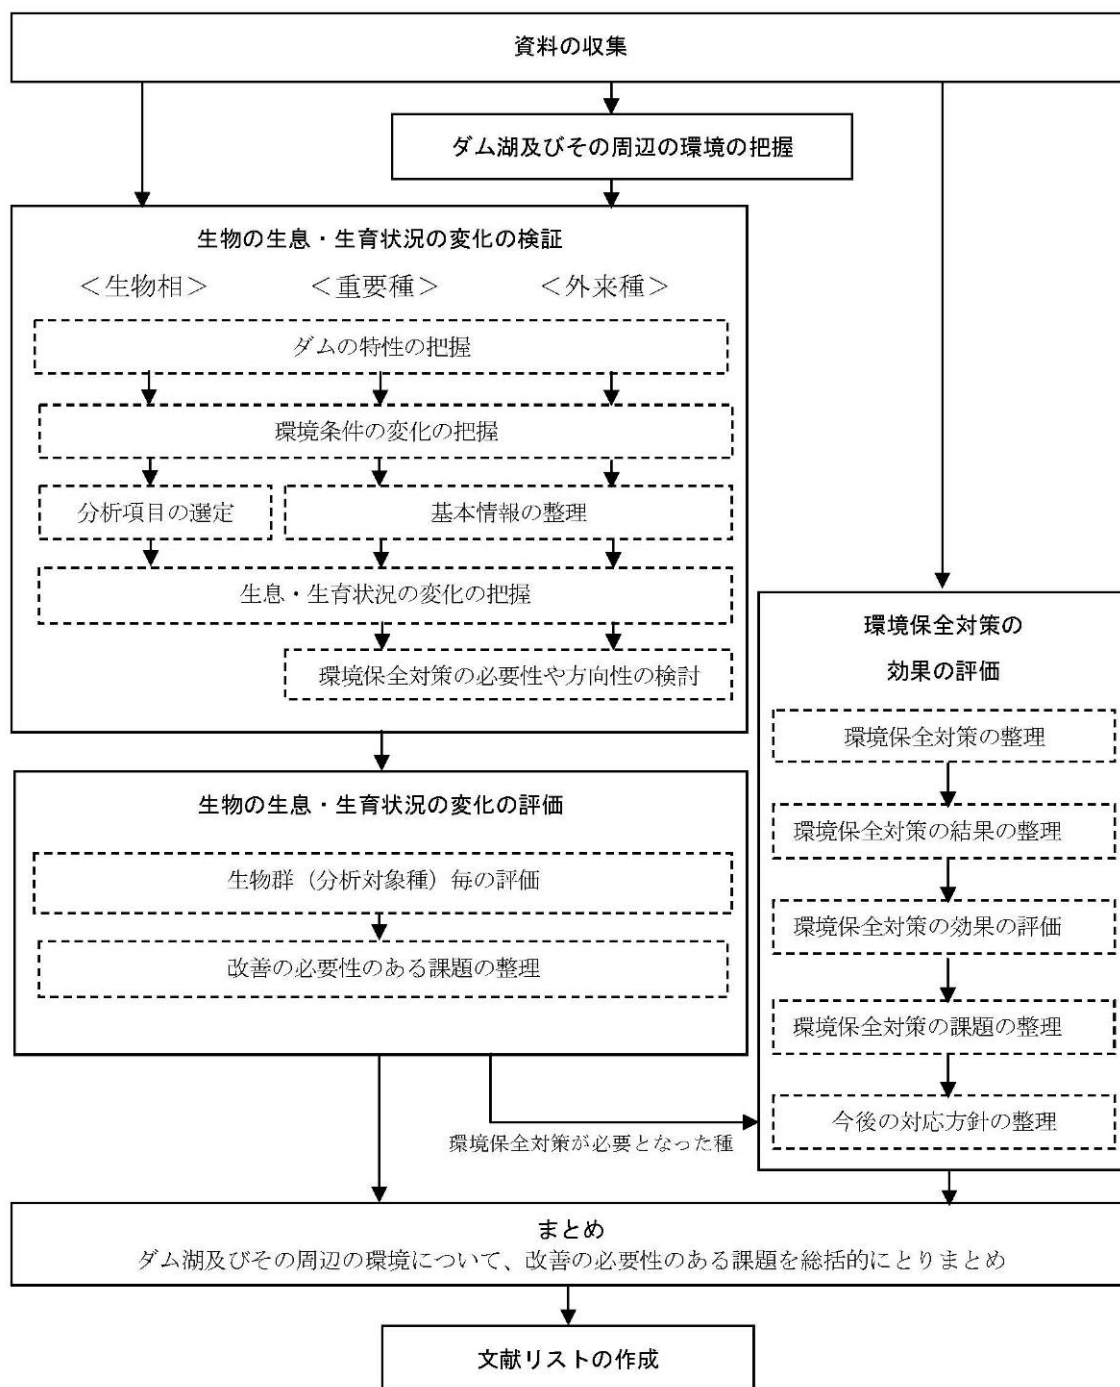 資料の収集
ダム湖及びその周辺の環境の把握
生物の生息・生育状況の変化の検証
＜生物相＞ ＜重要種＞ ＜外来種＞
ダムの特性の把握
環境条件の変化の把握
分析項目の選定 基本情報の整理
生息・生育状況の変化の把握
環境保全対策の必要性や方向性の検討
生物の生息・生育状況の変化の評価
生物群（分析対象種）毎の評価
改善の必要性のある課題の整理
環境保全対策が必要となった種
環境保全対策の
効果の評価
環境保全対策の整理
環境保全対策の結果の整理
環境保全対策の効果の評価
環境保全対策の課題の整理
今後の対応方針の整理
まとめ
ダム湖及びその周辺の環境について、改善の必要性のある課題を総括的にとりまとめ
文献リストの作成